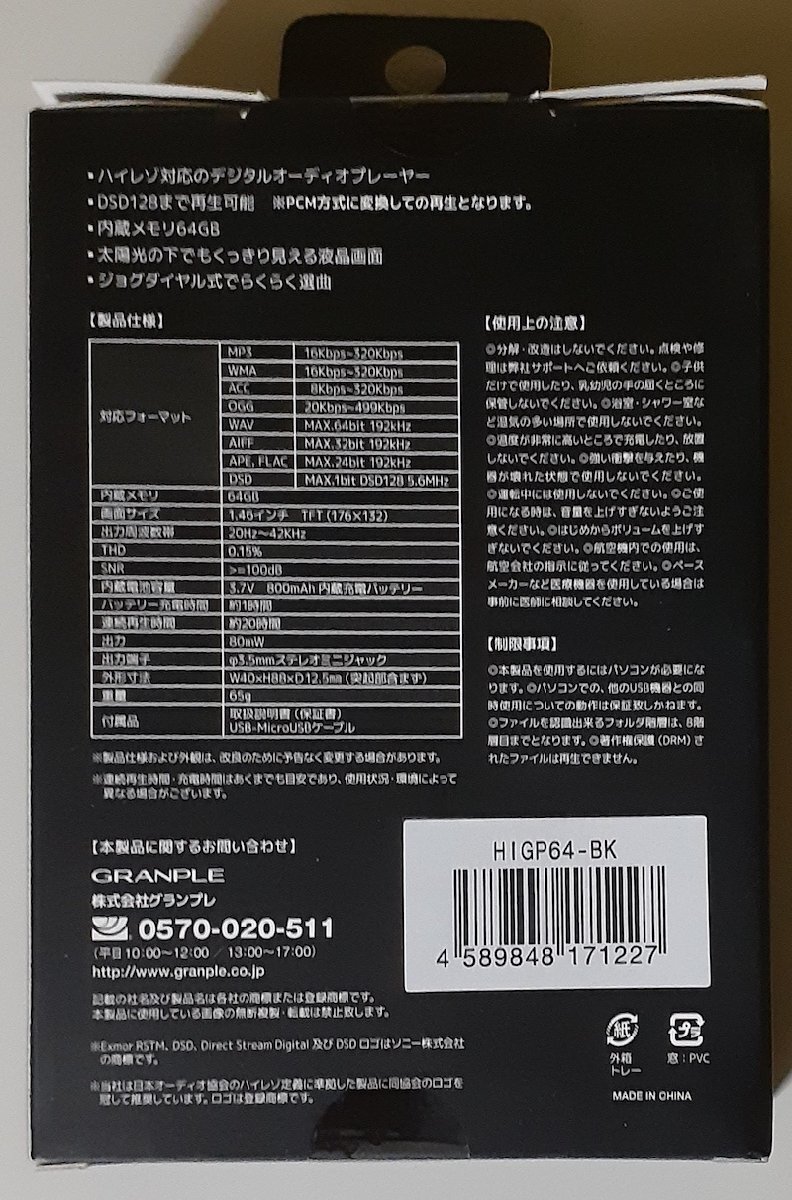 ・ハイレゾ対応のデジタルオーディオプレーヤー
・DSD128まで再生可能　※PCM方式に変換しての再生となります。
・内蔵メモリ64GB
・太陽光の下でもくっきり見える液晶画面
・ジョグダイヤル式でらくらく選曲
【製品仕様】
対応フォーマット
MP3 16Kbps~320Kbps
WMA 16Kbps~320Kbps
ACC 8Kbps~320Kbps
OGG 20Kbps~499Kbps
WAV MAX.64bit 192kHz
AIFF MAX.32bit 192kHz
APE, FLAC MAX.24bit 192kHz
DSD MAX.1bit DSD128 5.6MHz
内蔵メモリ 64GB
画面サイズ 1.46インチ　TFT (176×132)
出力周波数帯 20Hz～42KHz
THD 0.15%
SNR >=100dB
内蔵電池容量 3.7V　800mAh 内蔵充電バッテリー
バッテリー充電時間 約1時間
連続再生時間 約20時間
出力 80mW
出力端子 φ3.5mmステレオミニジャック
外形寸法 W40×H88×D12.5mm（突起部含まず）
重量 65g
付属品 取扱説明書（保証書）
USB-MicroUSBケーブル
※製品仕様および外観は、改良のために予告なく変更する場合があります。
※連続再生時間・充電時間はあくまでも目安であり、使用状況・環境によって
異なる場合がございます。
【使用上の注意】
◎分解・改造はしないでください。点検や修
理は弊社サポートへご依頼ください。◎子供
だけで使用したり、乳幼児の手の届くところに
保管しないでください。◎浴室・シャワー室な
ど湿気の多い場所で使用しないでください。
◎温度が非常に高いところで充電したり、放置
しないでください。◎強い衝撃を与えたり、機
器が壊れた状態で使用しないでください。
◎運転中には使用しないでください。◎ご使
用になる時は、音量を上げすぎないようご注
意ください。◎はじめからボリュームを上げす
ぎないでください。◎航空機内での使用は、
航空会社の指示に従ってください。◎ペース
メーカーなど医療機器を使用している場合は
事前に医師に相談してください。
【制限事項】
◎本製品を使用するにはパソコンが必要にな
ります。◎パソコンでの、他のUSB機器との同
時使用についての動作は保証致しかねます。
◎ファイルを認識出来るフォルダ階層は、8階
層目までとなります。◎著作権保護（DRM）さ
れたファイルは再生できません。
【本製品に関するお問い合わせ】
GRANPLE
株式会社グランプレ
0570-020-511
（平日 10:00～12:00 / 13:00～17:00）
http://www.granple.co.jp
記載の社名及び製品名は各社の商標または登録商標です。
本製品に使用している画像の無断複製・転載は禁止致します。
※Exmor RSTM、DSD、Direct Stream Digital 及び DSD ロゴはソニー株式会社
の商標です。
※当社は日本オーディオ協会のハイレゾ定義に準拠した製品に同協会のロゴを
冠して推奨しています。ロゴは登録商標です。
HIGP64-BK
4 589848 171227
紙
外箱
トレー
プラ
窓：PVC
MADE IN CHINA